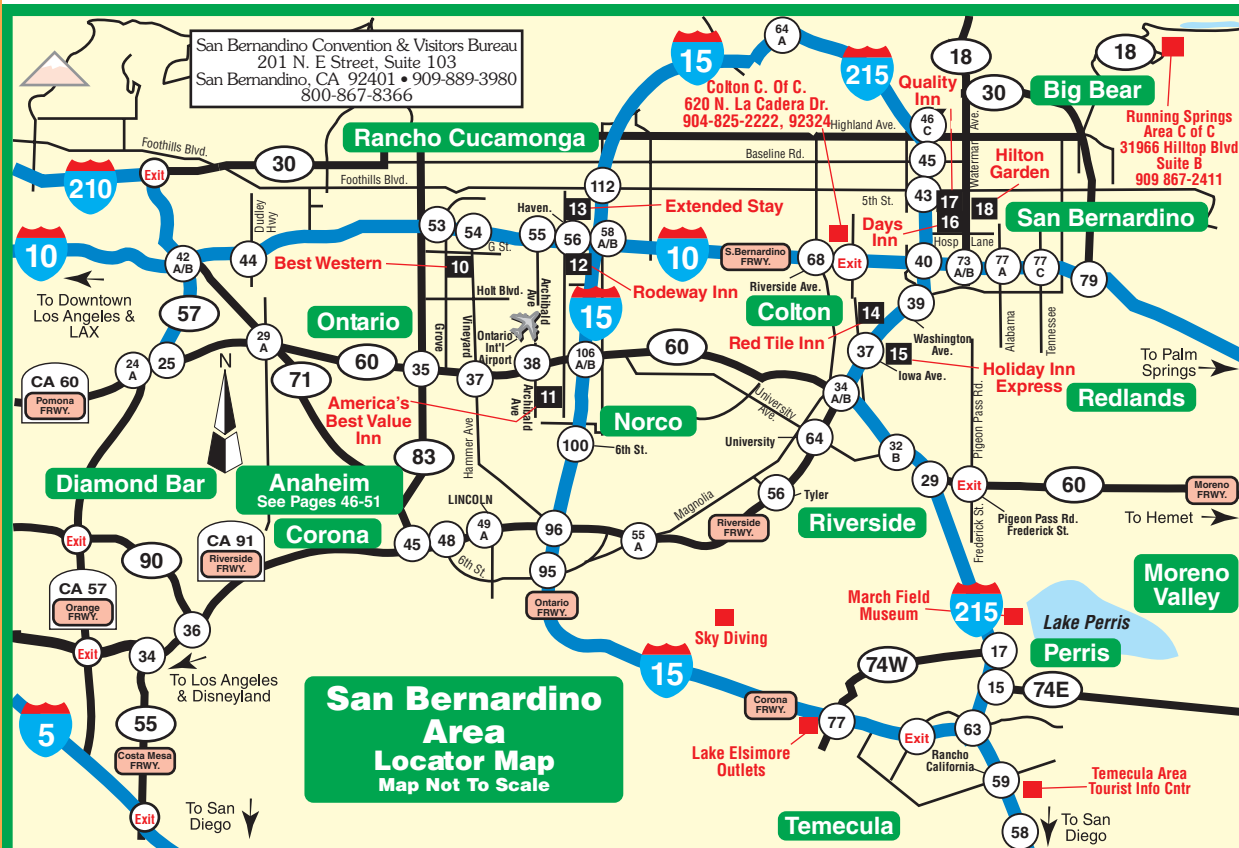 San Bernandino Convention & Visitors Bureau
201 N. E Street, Suite 103
San Bernardino, CA 92401 • 909-889-3980
800-867-8366
15
64
A
215
Colton C. Of C.
620 N. La Cadera Dr.
904-825-2222, 92324
Quality
Inn
18
30
18
Big Bear
Running Springs
Area C of C
31966 Hilltop Blvd
Suite B
909 867-2411
Rancho Cucamonga
Highland Ave.
46
C
Waterman Ave.
Foothills Blvd.
30
Baseline Rd.
45
Hilton
Garden
Exit
210
Foothills Blvd.
112
5th St.
43
17
16
18
Dudley
Hwy
53
54
Haven.
13
Extended Stay
San Bernardino
Days
Inn
10
42
A/B
44
G St.
55
56
58
A/B
10
S.Bernardino
FRWY.
68
Exit
40
Hosp Lane
73
A/B
77
A
77
C
79
Best Western
10
12
Rodeway Inn
Riverside Ave.
To Downtown
Los Angeles &
LAX
57
Holt Blvd.
Archibald
Ave
15
Colton
39
Ontario
Grove
Vineyard
Ontario
Int'l
Airport
14
Red Tile Inn
Washington
Ave.
Alabama
Tennessee
29
A
24
A
25
N
60
35
37
38
106
A/B
60
37
15
Iowa Ave.
Holiday Inn
Express
To Palm
Springs
CA 60
Pomona
FRWY.
71
America's
Best Value
Inn
Archibald
Ave
11
Norco
University
Ave.
34
A/B
Redlands
Pigeon Pass Rd.
83
Hammer Ave
100
6th St.
University
64
32
B
Diamond Bar
Anaheim
See Pages 46-51
29
Exit
60
Moreno
FRWY.
LINCOLN
Magnolia
56
Tyler
Riverside
Pigeon Pass Rd.
Frederick St.
To Hemet
Corona
Exit
CA 91
Riverside
FRWY.
45
48
49
A
96
55
A
Riverside
FRWY.
Frederick St.
90
6th St.
95
CA 57
Orange
FRWY.
Ontario
FRWY.
March Field
Museum
215
Moreno
Valley
Sky Diving
Lake Perris
36
Exit
34
To Los Angeles
& Disneyland
15
74W
17
Perris
15
74E
San Bernardino
Area
Locator Map
Map Not To Scale
5
55
Corona
FRWY.
77
Exit
63
Costa Mesa
FRWY.
Lake Elsimore
Outlets
Rancho
California
59
Temecula Area
Tourist Info Cntr
Exit
To San
Diego
Temecula
58
To San
Diego